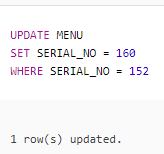 UPDATE MENU
SET SERIAL_NO = 160
WHERE SERIAL_NO = 152
1 row(s) updated.